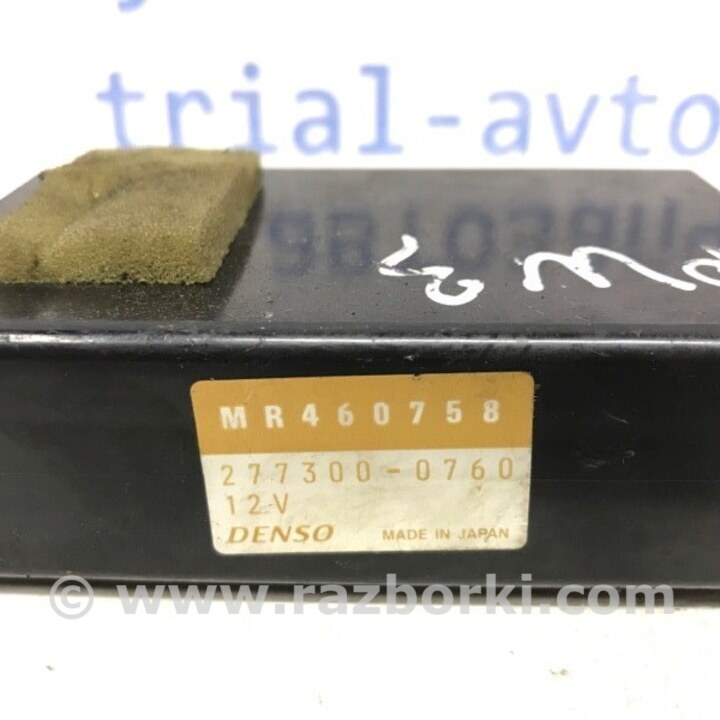 trial-avto
MR460758
277300-0760
12V
DENSO MADE IN JAPAN
© www.razborki.com